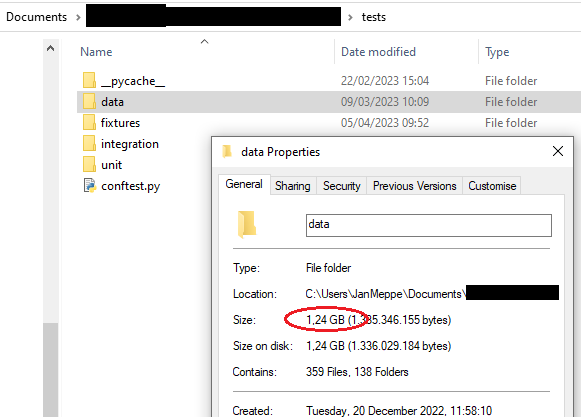 Documents > > tests
Name Date modified Type
__pycache__ 22/02/2023 15:04 File folder
data 09/03/2023 10:09 File folder
fixtures 05/04/2023 09:52 File folder
integration
unit
conftest.py
data Properties
General Sharing Security Previous Versions Customise
data
Type: File folder
Location: C:\Users\JanMeppe\Documents\
Size: 1,24 GB (1.335.346.155 bytes)
Size on disk: 1,24 GB (1.336.029.184 bytes)
Contains: 359 Files, 138 Folders
Created: Tuesday, 20 December 2022, 11:58:10